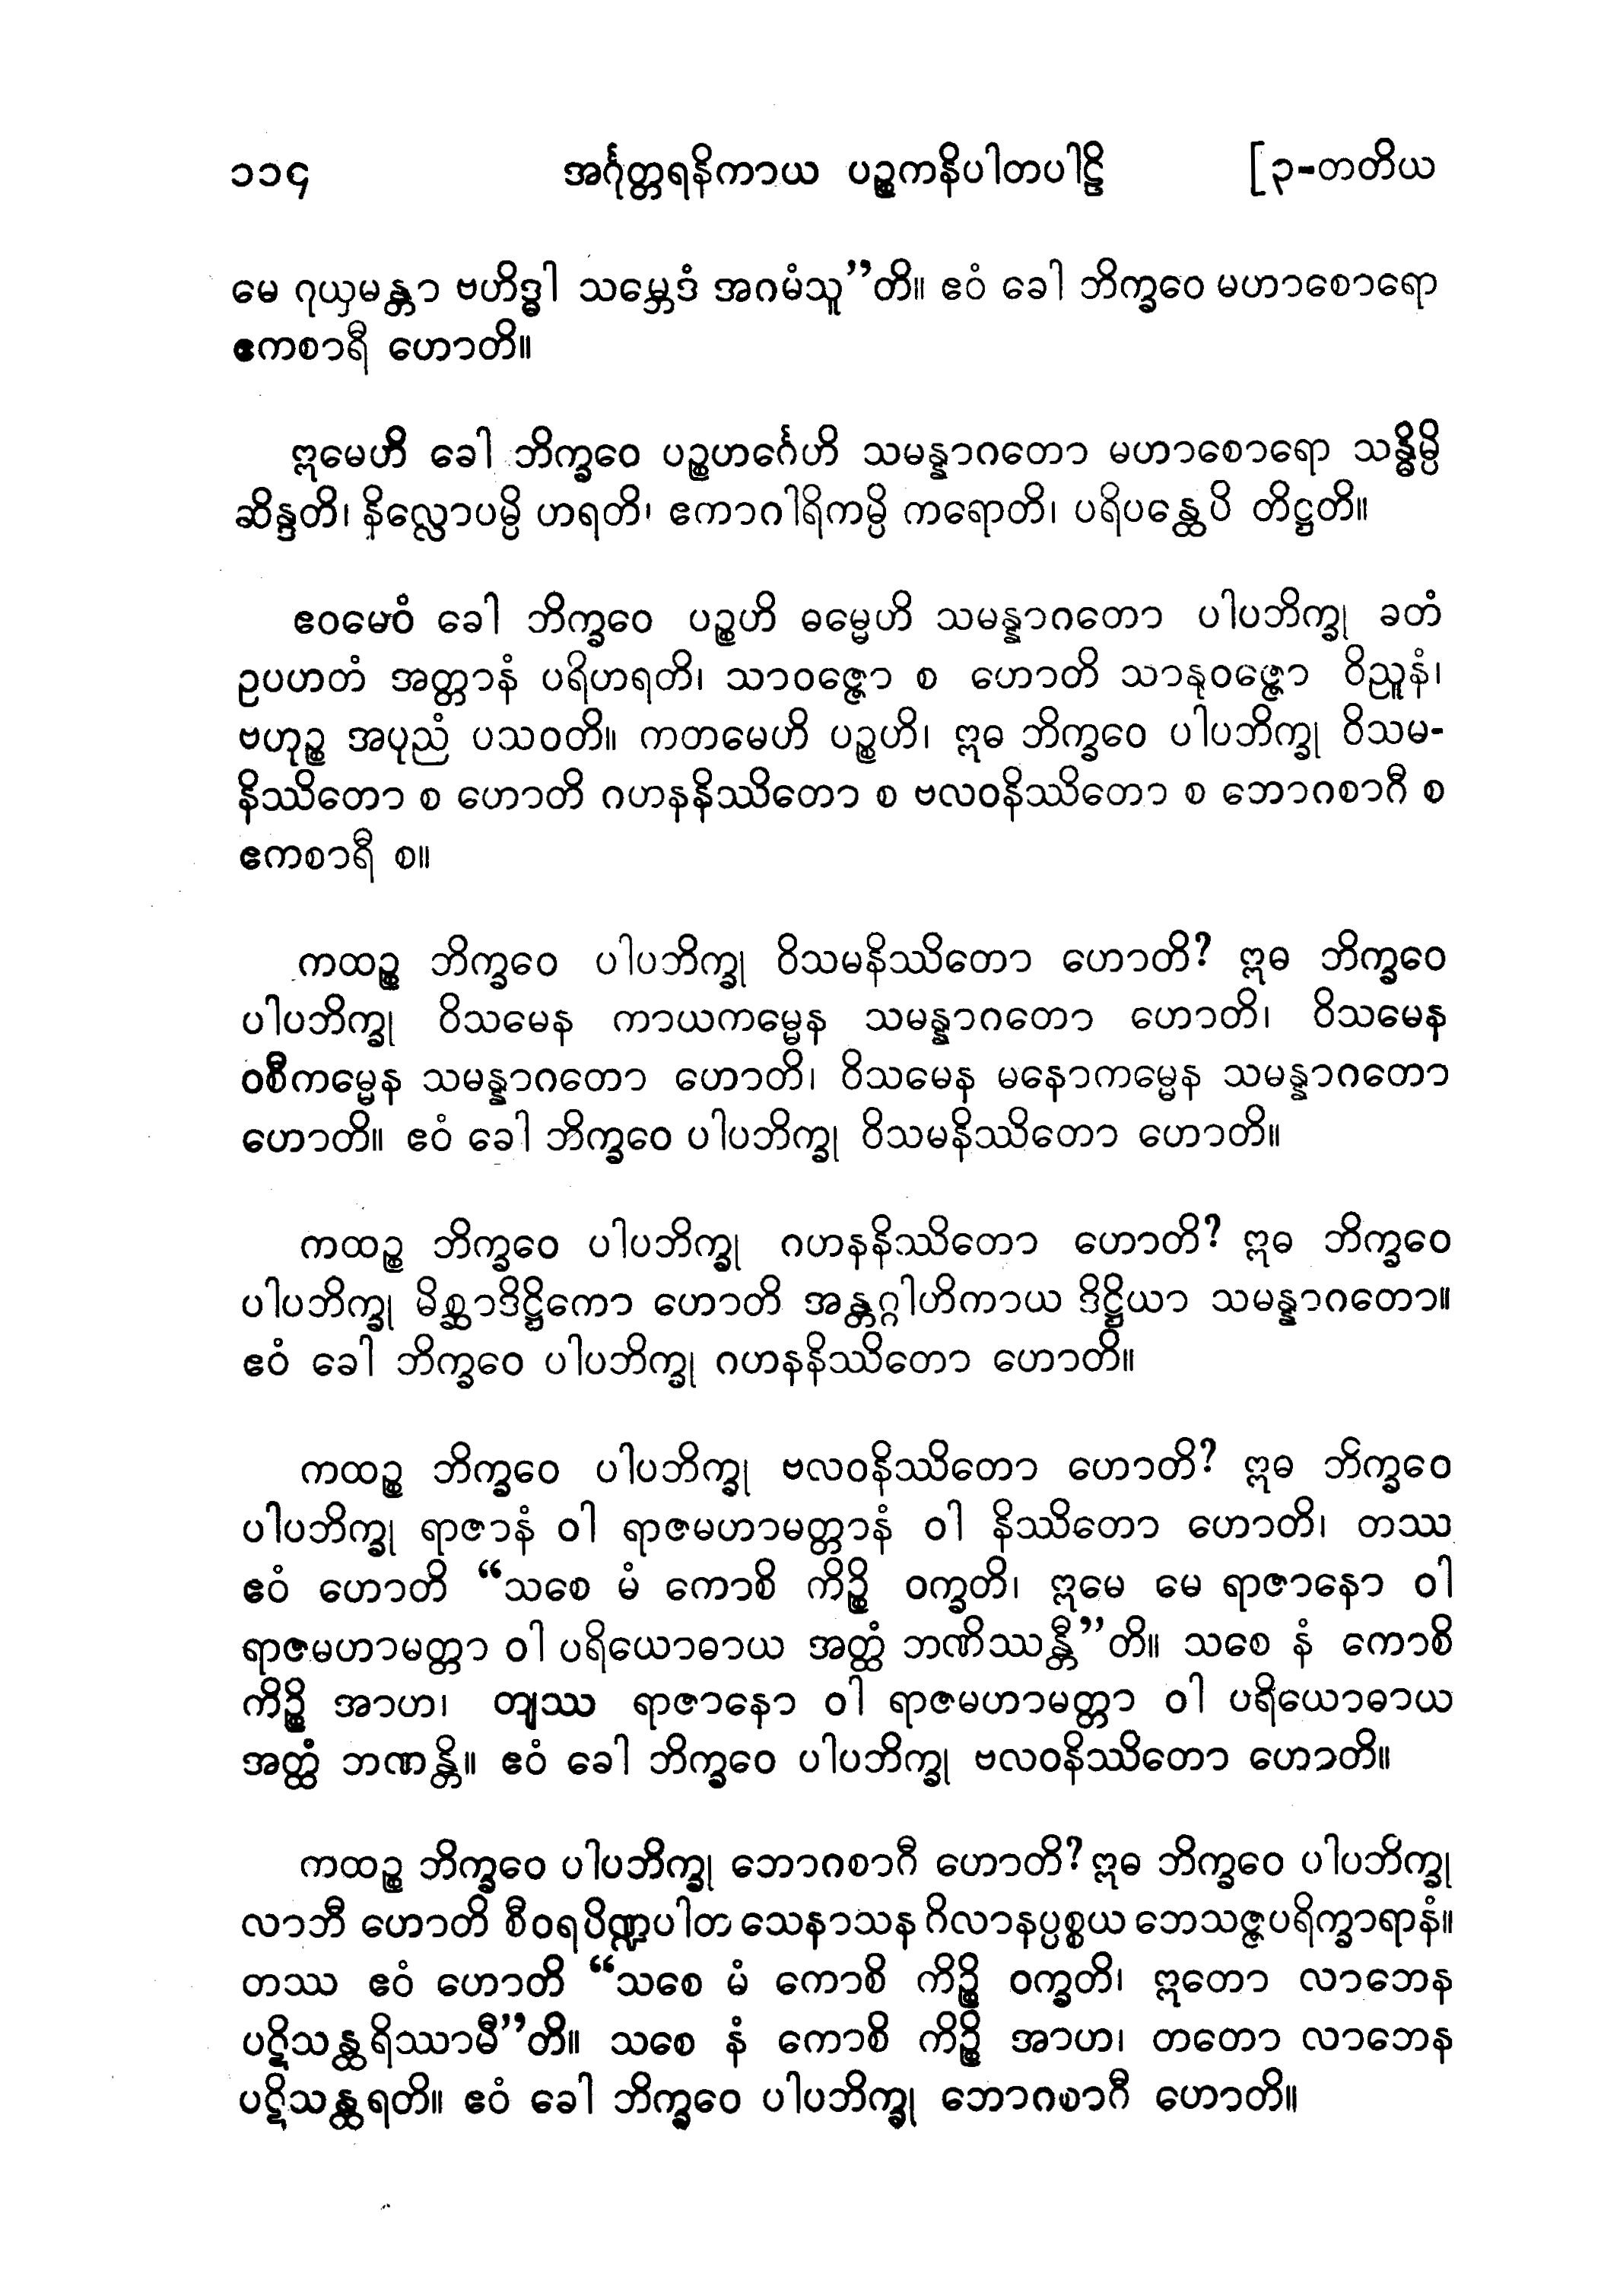 ၁၁၄ အင်္ဂုတ္တရနိကာယ ပဉ္စကနိပါတပါဠိ [၃-တတိယ
မေ ဂုယှမန္တာ ဗဟိဒ္ဓါ သမ္ဘေဒံ အဂမံသူ”တိ။ ဧဝံ ခေါ ဘိက္ခဝေ မဟာစောရော
ဧကစာရီ ဟောတိ။
ဣမေဟိ ခေါ ဘိက္ခဝေ ပဉ္စဟင်္ဂေဟိ သမန္နာဂတော မဟာစောရော သန္ဓိမ္ပိ
ဆိန္ဒတိ၊ နိလ္လောပမ္ပိ ဟရတိ၊ ဧကာဂါရိကမ္ပိ ကရောတိ၊ ပရိပန္ထေပိ တိဋ္ဌတိ။
ဧဝမေဝံ ခေါ ဘိက္ခဝေ ပဉ္စဟိ ဓမ္မေဟိ သမန္နာဂတော ပါပဘိက္ခု ခတံ
ဥပဟတံ အတ္တာနံ ပရိဟရတိ၊ သာဝဇ္ဇော စ ဟောတိ သာနုဝဇ္ဇော ဝိညူနံ၊
ဗဟုဉ္စ အပုညံ ပသဝတိ။ ကတမေဟိ ပဉ္စဟိ၊ ဣဓ ဘိက္ခဝေ ပါပဘိက္ခု ဝိသမ-
နိဿိတော စ ဟောတိ ဂဟနနိဿိတော စ ဗလဝနိဿိတော စ ဘောဂစာဂီ စ
ဧကစာရီ စ။
ကထဉ္စ ဘိက္ခဝေ ပါပဘိက္ခု ဝိသမနိဿိတော ဟောတိ? ဣဓ ဘိက္ခဝေ
ပါပဘိက္ခု ဝိသမေန ကာယကမ္မေန သမန္နာဂတော ဟောတိ၊ ဝိသမေန
ဝစီကမ္မေန သမန္နာဂတော ဟောတိ၊ ဝိသမေန မနောကမ္မေန သမန္နာဂတော
ဟောတိ။ ဧဝံ ခေါ ဘိက္ခဝေ ပါပဘိက္ခု ဝိသမနိဿိတော ဟောတိ။
ကထဉ္စ ဘိက္ခဝေ ပါပဘိက္ခု ဂဟနနိဿိတော ဟောတိ? ဣဓ ဘိက္ခဝေ
ပါပဘိက္ခု မိစ္ဆာဒိဋ္ဌိကော ဟောတိ အန္တဂ္ဂါဟိကာယ ဒိဋ္ဌိယာ သမန္နာဂတော။
ဧဝံ ခေါ ဘိက္ခဝေ ပါပဘိက္ခု ဂဟနနိဿိတော ဟောတိ။
ကထဉ္စ ဘိက္ခဝေ ပါပဘိက္ခု ဗလဝနိဿိတော ဟောတိ? ဣဓ ဘိက္ခဝေ
ပါပဘိက္ခု ရာဇာနံ ဝါ ရာဇမဟာမတ္တာနံ ဝါ နိဿိတော ဟောတိ၊ တဿ
ဧဝံ ဟောတိ “သစေ မံ ကောစိ ကိဉ္စိ ဝက္ခတိ၊ ဣမေ မေ ရာဇာနော ဝါ
ရာဇမဟာမတ္တာ ဝါ ပရိယောဓာယ အတ္ထံ ဘဏိဿန္တီ”တိ။ သစေ နံ ကောစိ
ကိဉ္စိ အာဟ၊ တျဿ ရာဇာနော ဝါ ရာဇမဟာမတ္တာ ဝါ ပရိယောဓာယ
အတ္ထံ ဘဏန္တိ။ ဧဝံ ခေါ ဘိက္ခဝေ ပါပဘိက္ခု ဗလဝနိဿိတော ဟောတိ။
ကထဉ္စ ဘိက္ခဝေ ပါပဘိက္ခု ဘောဂစာဂီ ဟောတိ? ဣဓ ဘိက္ခဝေ ပါပဘိက္ခု
လာဘီ ဟောတိ စီဝရပိဏ္ဍပါတ သေနာသန ဂိလာနပ္ပစ္စယ ဘေသဇ္ဇပရိက္ခာရာနံ။
တဿ ဧဝံ ဟောတိ “သစေ မံ ကောစိ ကိဉ္စိ ဝက္ခတိ၊ ဣတော လာဘေန
ပဋိသန္ထရိဿာမီ”တိ။ သစေ နံ ကောစိ ကိဉ္စိ အာဟ၊ တတော လာဘေန
ပဋိသန္ထရတိ။ ဧဝံ ခေါ ဘိက္ခဝေ ပါပဘိက္ခု ဘောဂစာဂီ ဟောတိ။